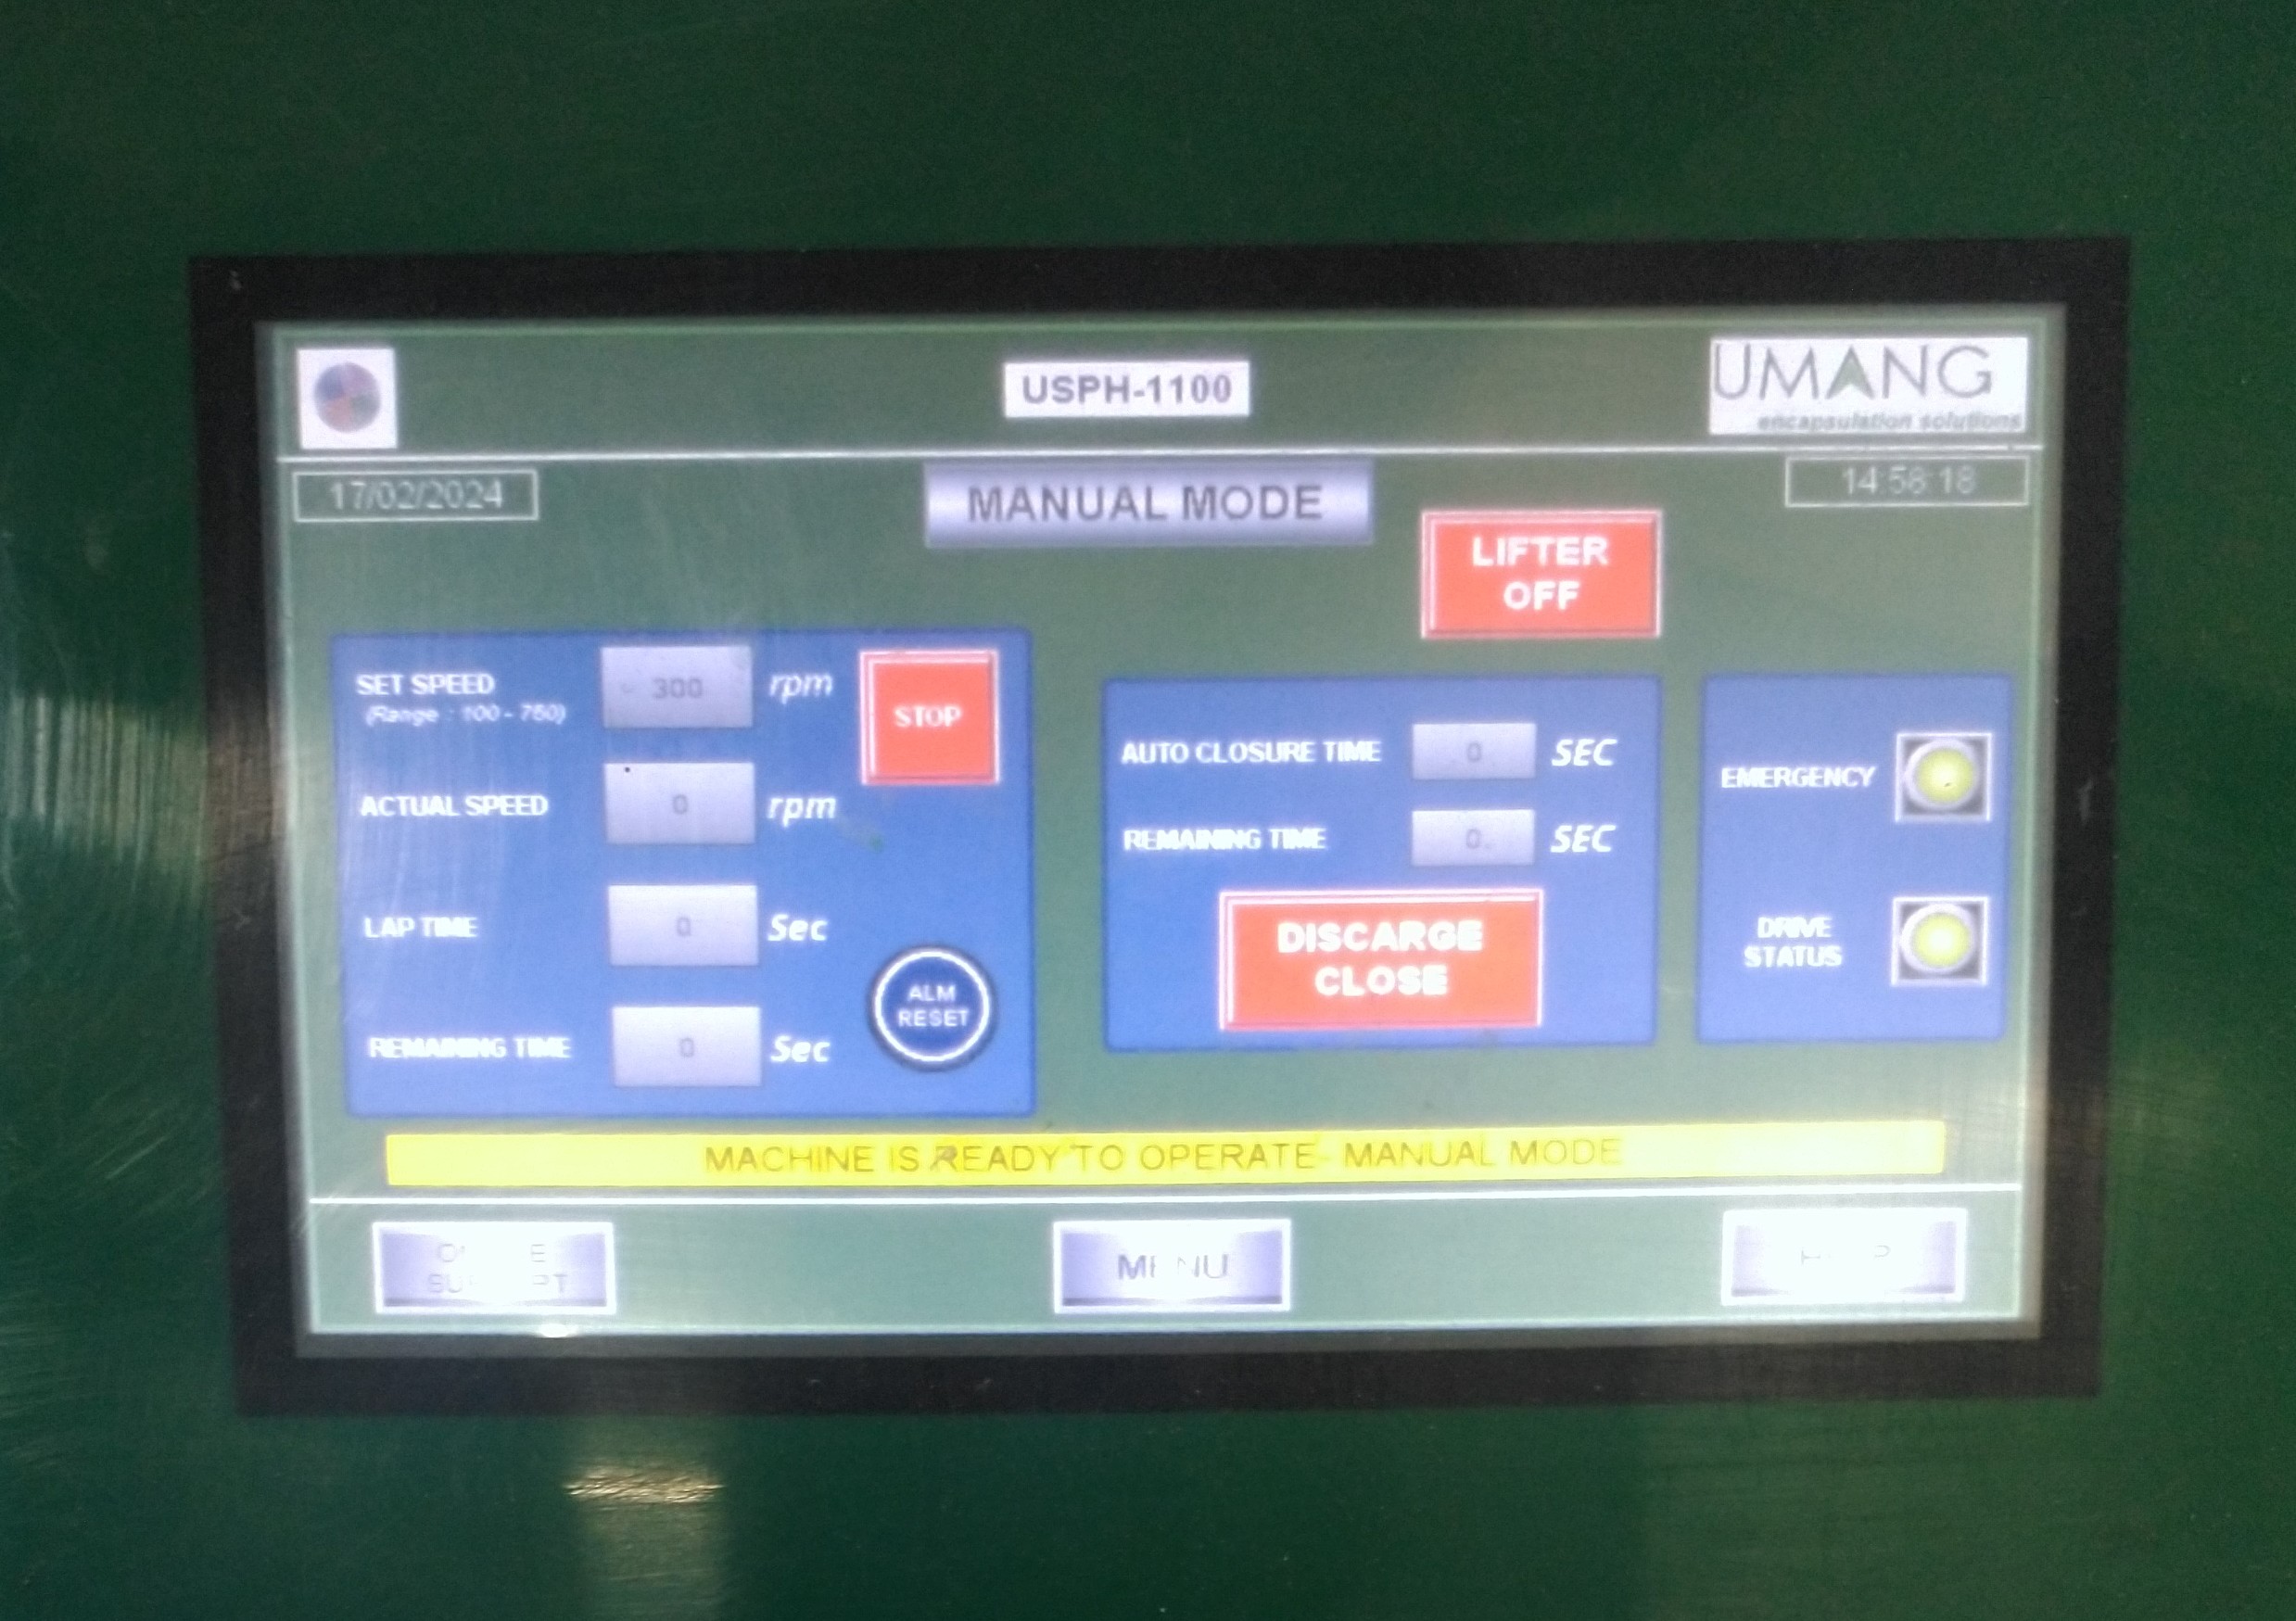 USPH-1100
UMANG
encapsulation solutions
17/02/2024
MANUAL MODE
14:58:18
LIFTER
OFF
SET SPEED
(Range : 100 - 750)
300
rpm
STOP
ACTUAL SPEED
0
rpm
LAP TIME
0
Sec
ALM
RESET
REMAINING TIME
0
Sec
AUTO CLOSURE TIME
0
SEC
REMAINING TIME
0
SEC
DISCARGE
CLOSE
EMERGENCY
DRIVE
STATUS
MACHINE IS READY TO OPERATE- MANUAL MODE
MENU